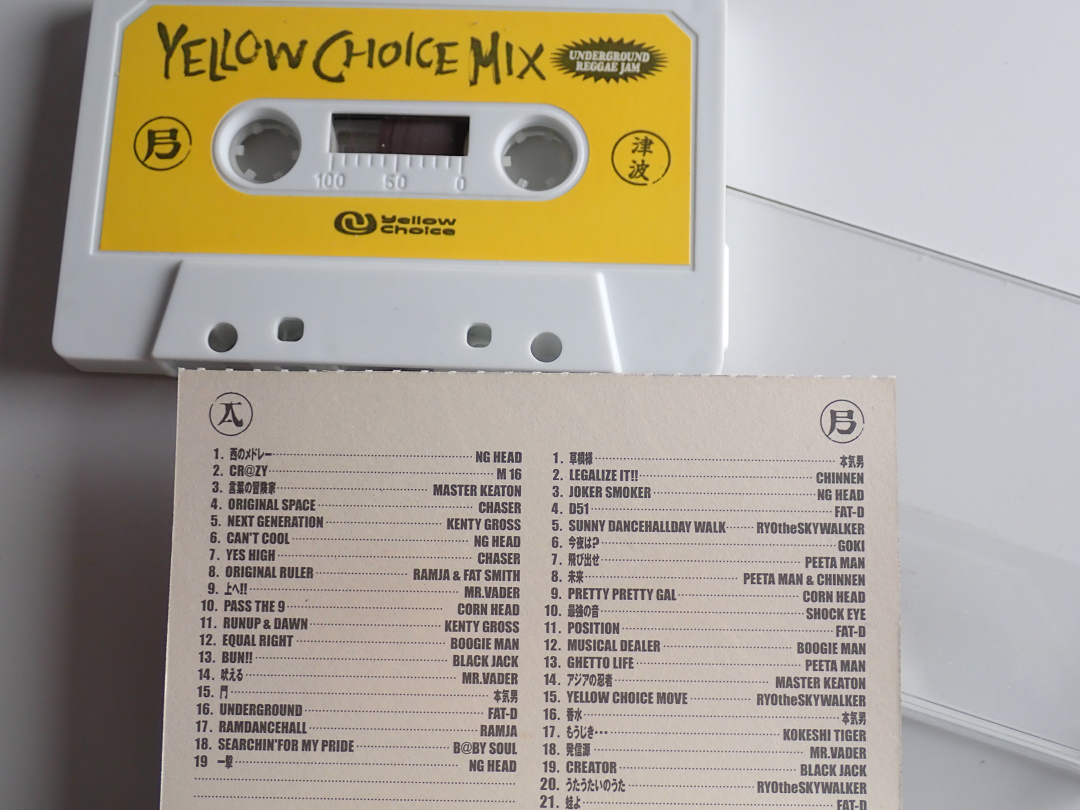 YELLOW CHOICE MIX
UNDERGROUND
REGGAE JAM
B
津波
100 50 0
Yellow
Choice
A
1. 西のメドレー NG HEAD
2. CR@ZY M 16
3. 言葉の冒険家 MASTER KEATON
4. ORIGINAL SPACE CHASER
5. NEXT GENERATION KENTY GROSS
6. CAN'T COOL NG HEAD
7. YES HIGH CHASER
8. ORIGINAL RULER RAMJA & FAT SMITH
9. 上へ!! MR.VADER
10. PASS THE 9 CORN HEAD
11. RUNUP & DAWN KENTY GROSS
12. EQUAL RIGHT BOOGIE MAN
13. BUN!! BLACK JACK
14. 吠える MR.VADER
15. 門 本気男
16. UNDERGROUND FAT-D
17. RAMDANCEHALL RAMJA
18. SEARCHIN'FOR MY PRIDE B@BY SOUL
19 一撃 NG HEAD
B
1. 草模様 本気男
2. LEGALIZE IT!! CHINNEN
3. JOKER SMOKER NG HEAD
4. D51 FAT-D
5. SUNNY DANCEHALLDAY WALK RYOtheSKYWALKER
6. 今夜は? GOKI
7. 飛び出せ PEETA MAN
8. 未来 PEETA MAN & CHINNEN
9. PRETTY PRETTY GAL CORN HEAD
10. 最強の音 SHOCK EYE
11. POSITION FAT-D
12. MUSICAL DEALER BOOGIE MAN
13. GHETTO LIFE PEETA MAN
14. アジアの忍者 MASTER KEATON
15. YELLOW CHOICE MOVE RYOtheSKYWALKER
16. 香水 本気男
17. もうじき… KOKESHI TIGER
18. 発信源 MR.VADER
19. CREATOR BLACK JACK
20. うたうたいのうた RYOtheSKYWALKER
21. 蛙よ FAT-D